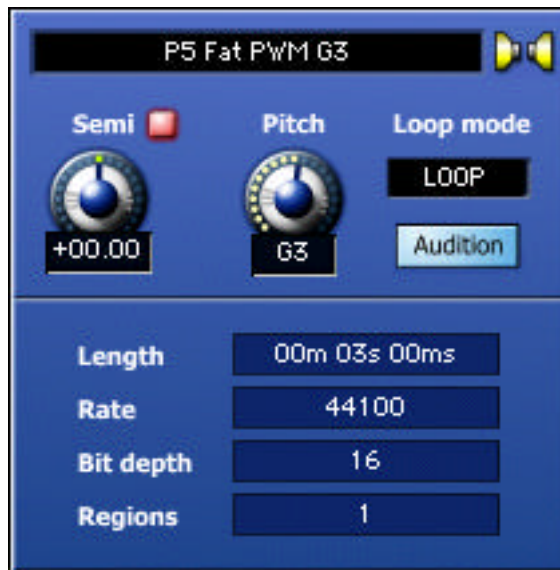 P5 Fat PWM G3
Semi Pitch Loop mode
LOOP
+00.00 G3 Audition
Length 00m 03s 00ms
Rate 44100
Bit depth 16
Regions 1